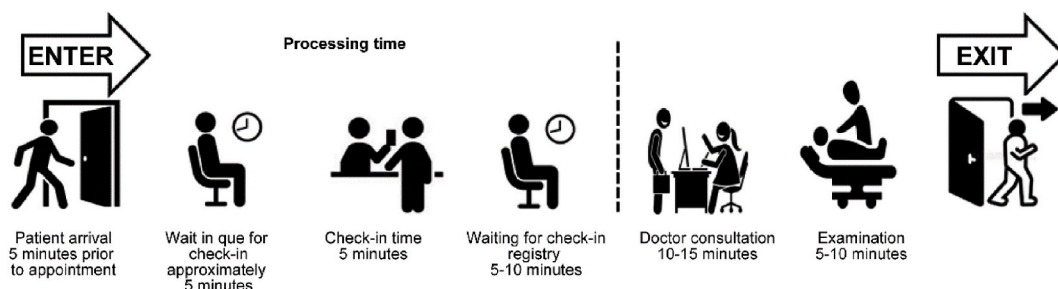 ENTER
Processing time
EXIT
Patient arrival
5 minutes prior
to appointment
Wait in que for
check-in
approximately
5 minutes
Check-in time
5 minutes
Waiting for check-in
registry
5-10 minutes
Doctor consultation
10-15 minutes
Examination
5-10 minutes